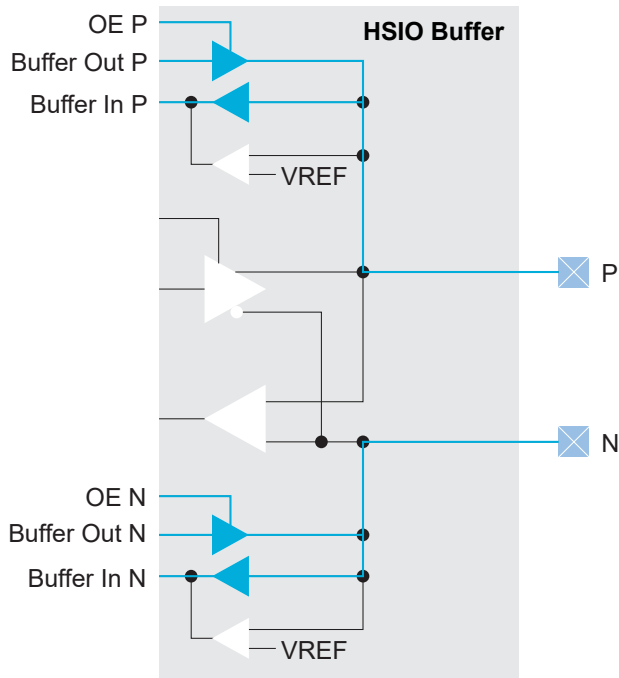 OE P
HSIO Buffer
Buffer Out P
Buffer In P
VREF
P
N
OE N
Buffer Out N
Buffer In N
VREF